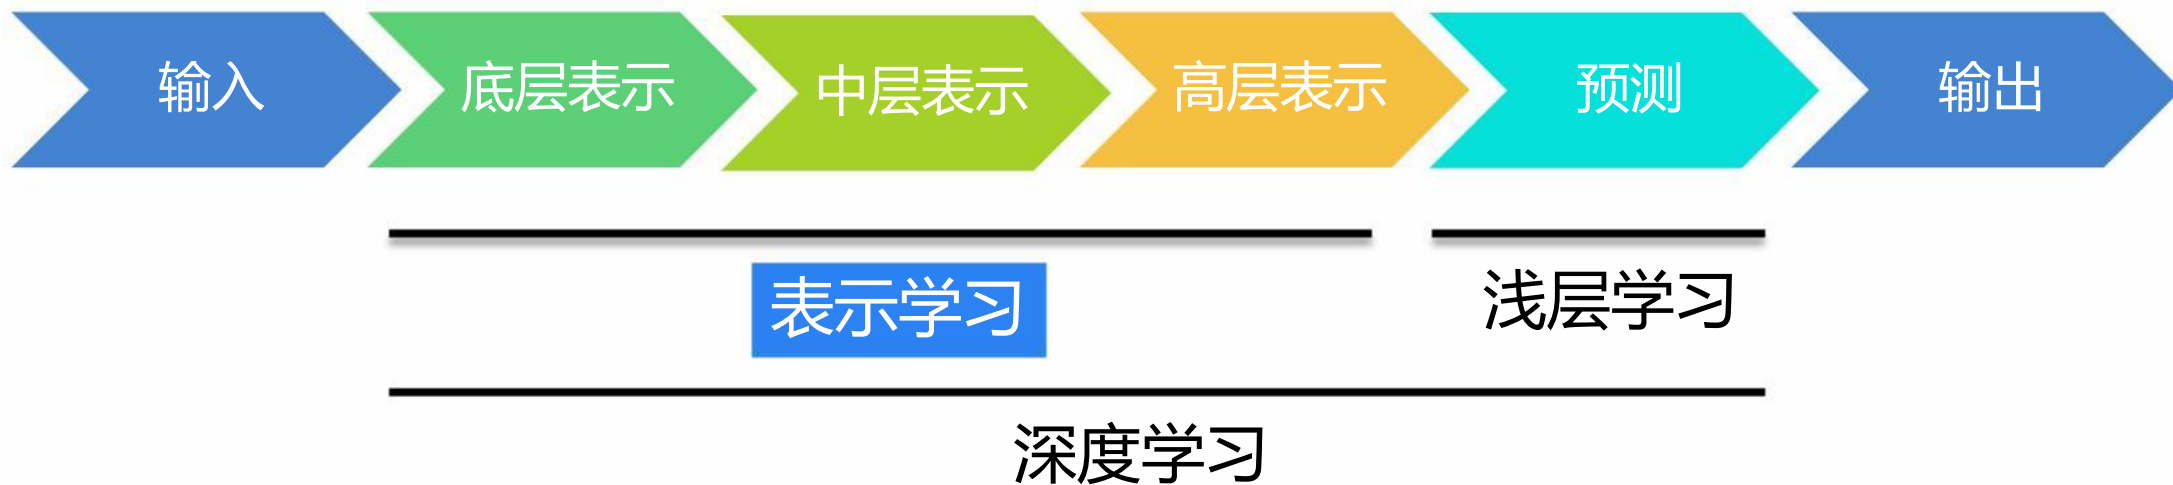 输入
底层表示
中层表示
高层表示
预测
输出
表示学习
浅层学习
深度学习